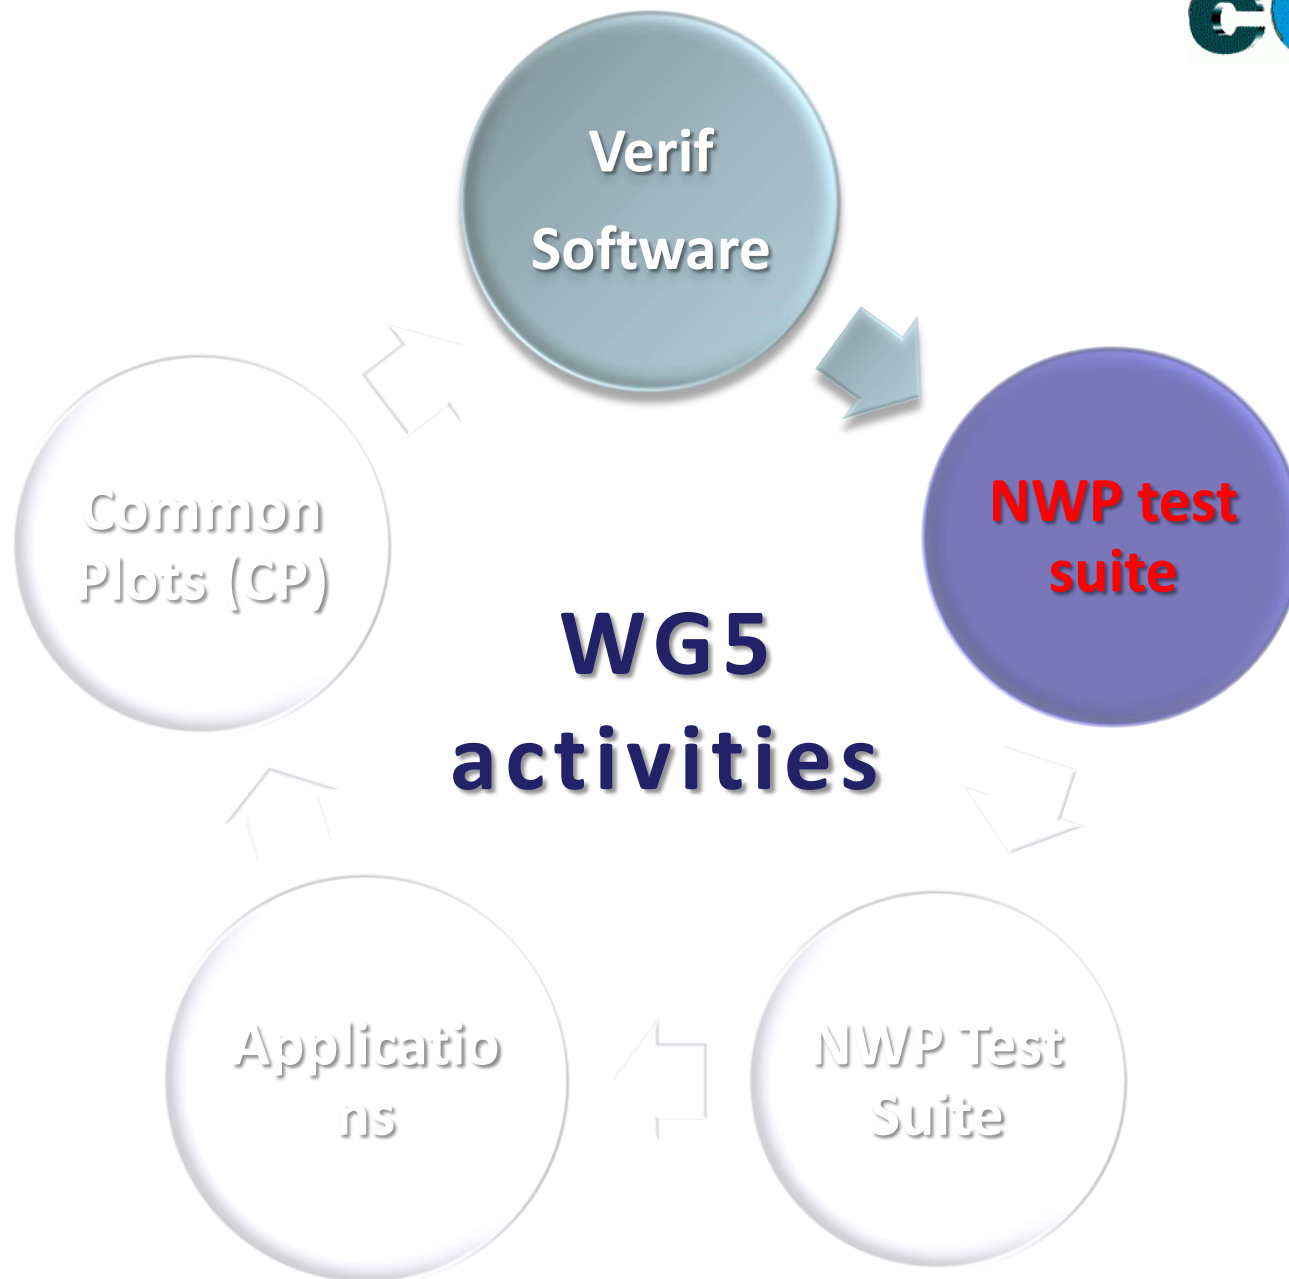 Verif
Software
NWP test
suite
Common
Plots (CP)
WG5
activities
Applicatio
ns
NWP Test
Suite